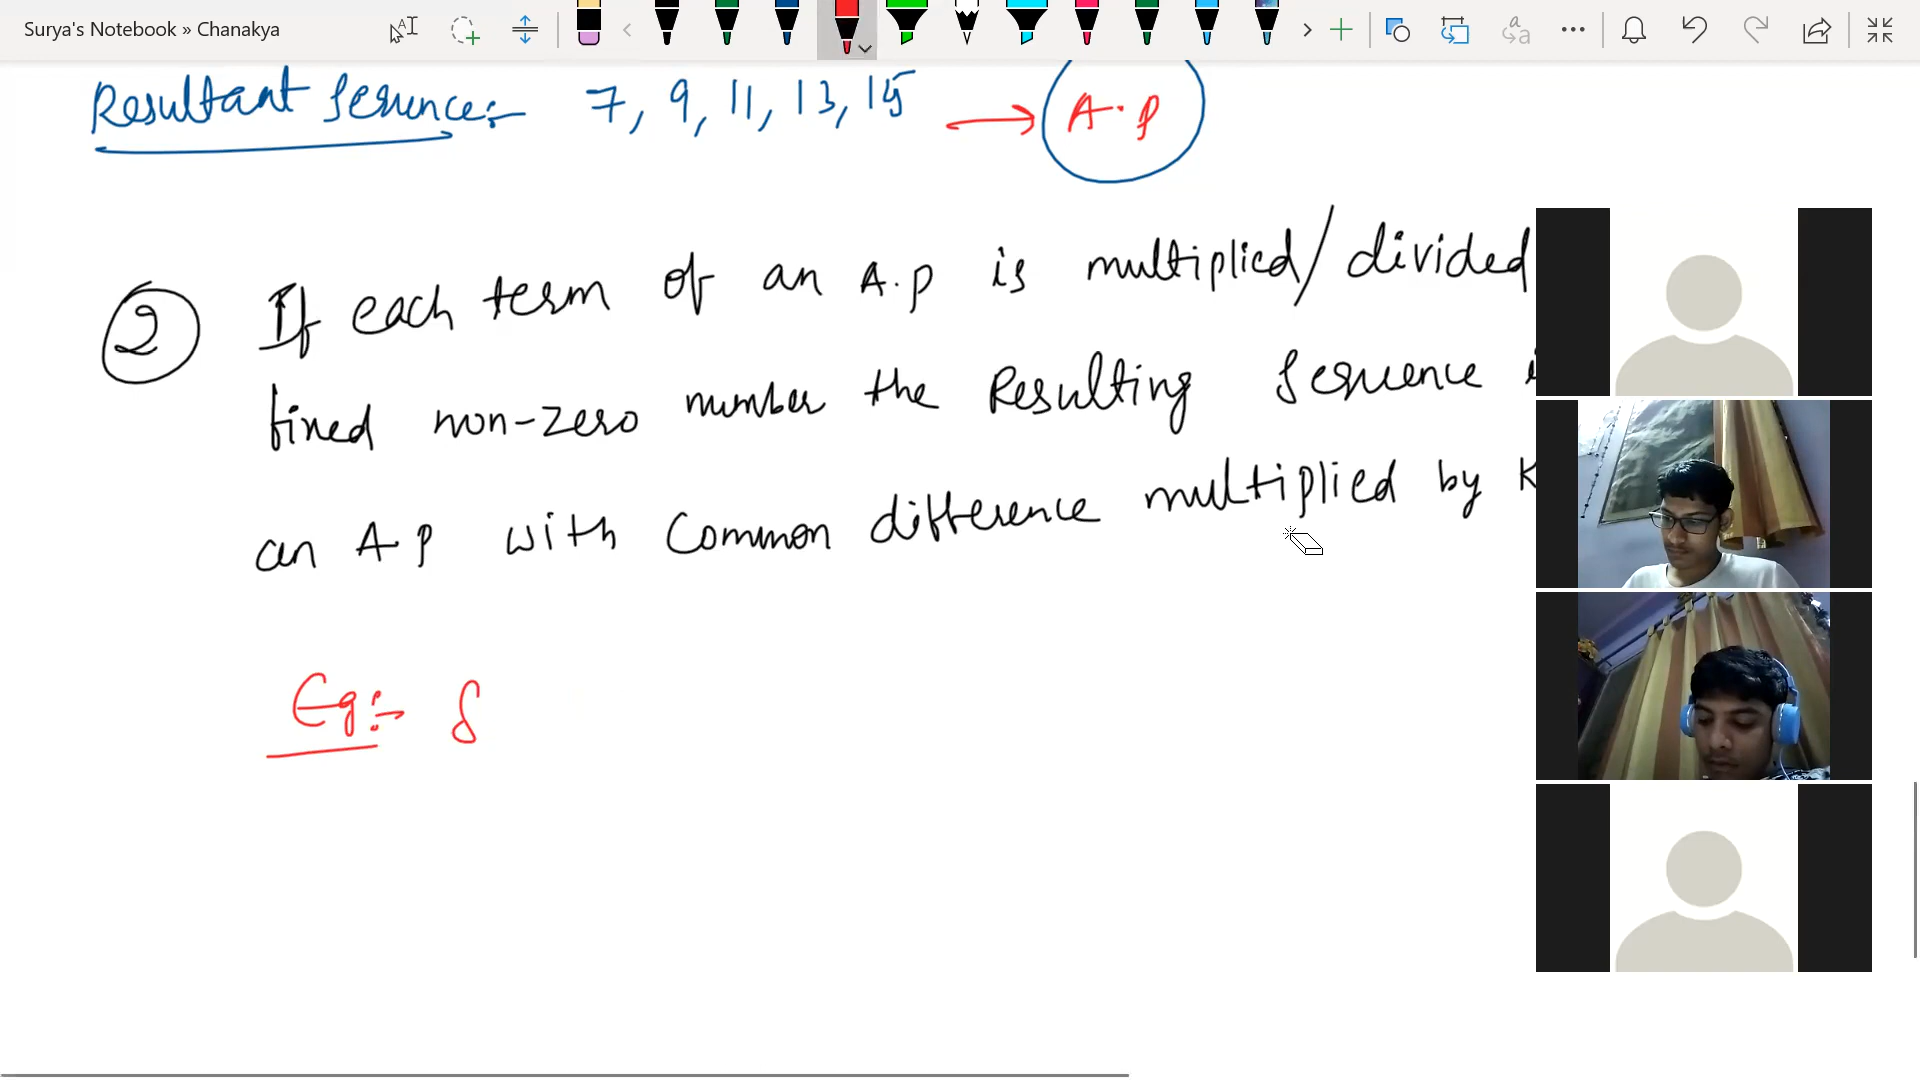 Surya's Notebook » Chanakya
Resultant Sequence:- 7, 9, 11, 13, 15 → A.P
2 If each term of an A.P is multiplied/divided
fixed non-zero number the Resulting Sequence i
an A.P with Common difference multiplied by K
Eg:- S